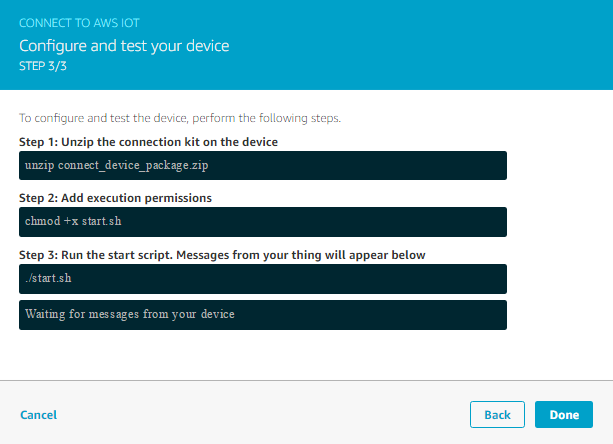 CONNECT TO AWS IOT
Configure and test your device
STEP 3/3
To configure and test the device, perform the following steps.
Step 1: Unzip the connection kit on the device
unzip connect_device_package.zip
Step 2: Add execution permissions
chmod +x start.sh
Step 3: Run the start script. Messages from your thing will appear below
./start.sh
Waiting for messages from your device
Cancel
Back
Done